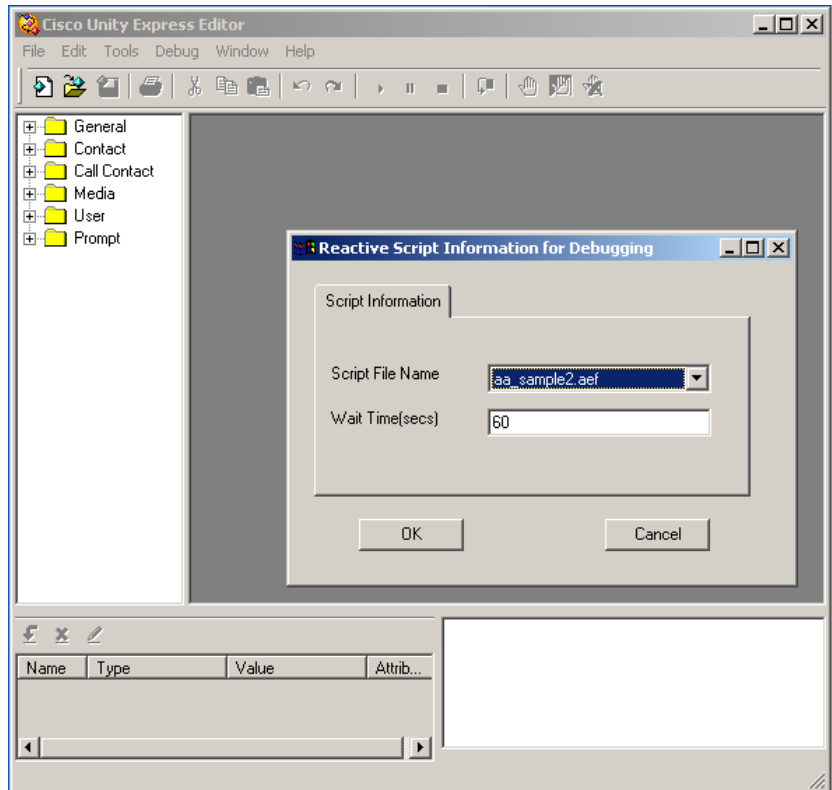 Cisco Unity Express Editor
File Edit Tools Debug Window Help
General
Contact
Call Contact
Media
User
Prompt
Reactive Script Information for Debugging
Script Information
Script File Name
aa_sample2.aef
Wait Time(secs)
60
OK Cancel
Name Type Value Attrib...